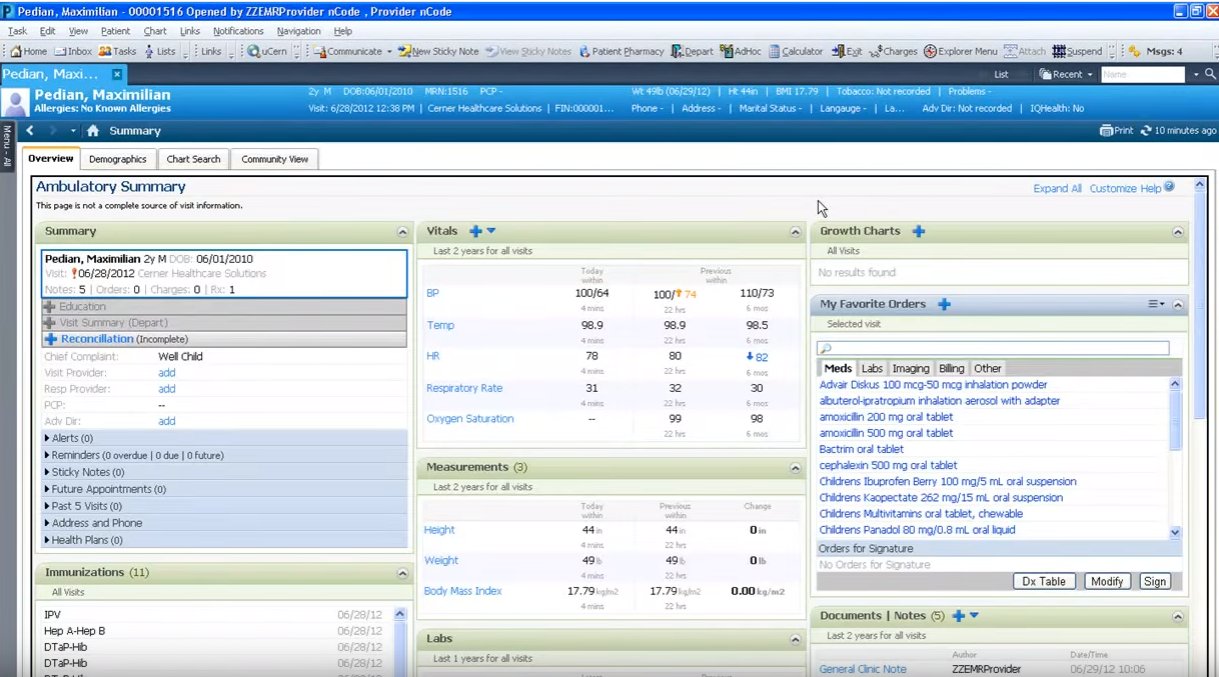 Pedian, Maximilian - 00001516 Opened by ZZEMRProvider nCode , Provider nCode
Task Edit View Patient Chart Links Notifications Navigation Help
Home Inbox Tasks Lists Links uCern Communicate New Sticky Note View Sticky Notes Patient Pharmacy Depart AdHoc Calculator Exit Charges Explorer Menu Attach Suspend Msgs: 4
Pedian, Maxi... List Recent Name
Pedian, Maximilian 2y M DOB:06/01/2010 MRN:1516 PCP - Wt 49lb (06/29/12) Ht 44in BMI 17.79 Tobacco: Not recorded Problems -
Allergies: No Known Allergies Visit: 6/28/2012 12:38 PM Cerner Healthcare Solutions FIN:000001... Phone - Address - Marital Status - Langauge - La... Adv Dir: Not recorded IQHealth: No
Menu - All
Summary Print 10 minutes ago
Overview Demographics Chart Search Community View
Ambulatory Summary Expand All Customize Help
This page is not a complete source of visit information.
Summary
Pedian, Maximilian 2y M DOB: 06/01/2010
Visit: 06/28/2012 Cerner Healthcare Solutions
Notes: 5 | Orders: 0 | Charges: 0 | Rx: 1
Education
Visit Summary (Depart)
Reconciliation (Incomplete)
Chief Complaint: Well Child
Visit Provider: add
Resp Provider: add
PCP: --
Adv Dir: add
Alerts (0)
Reminders (0 overdue | 0 due | 0 future)
Sticky Notes (0)
Future Appointments (0)
Past 5 Visits (0)
Address and Phone
Health Plans (0)
Immunizations (11)
All Visits
IPV 06/28/12
Hep A-Hep B 06/28/12
DTaP-Hib 06/28/12
DTaP-Hib 06/28/12
Vitals
Last 2 years for all visits
Today Previous
within within
BP 100/64 100/74 110/73
4 mins 22 hrs 6 mos
Temp 98.9 98.9 98.5
4 mins 22 hrs 6 mos
HR 78 80 82
4 mins 22 hrs 6 mos
Respiratory Rate 31 32 30
4 mins 22 hrs 6 mos
Oxygen Saturation -- 99 98
22 hrs 6 mos
Measurements (3)
Last 2 years for all visits
Today Previous Change
within within
Height 44 in 44 in 0 in
4 mins 22 hrs
Weight 49 lb 49 lb 0 lb
4 mins 22 hrs
Body Mass Index 17.79 kg/m2 17.79 kg/m2 0.00 kg/m2
4 mins 22 hrs
Labs
Last 1 years for all visits
Growth Charts
All Visits
No results found
My Favorite Orders
Selected visit
Meds Labs Imaging Billing Other
Advair Diskus 100 mcg-50 mcg inhalation powder
albuterol-ipratropium inhalation aerosol with adapter
amoxicillin 200 mg oral tablet
amoxicillin 500 mg oral tablet
Bactrim oral tablet
cephalexin 500 mg oral tablet
Childrens Ibuprofen Berry 100 mg/5 mL oral suspension
Childrens Kaopectate 262 mg/15 mL oral suspension
Childrens Multivitamins oral tablet, chewable
Childrens Panadol 80 mg/0.8 mL oral liquid
Orders for Signature
No Orders for Signature
Dx Table Modify Sign
Documents | Notes (5)
Last 2 years for all visits
Author Date/Time
General Clinic Note ZZEMRProvider 06/29/12 10:06